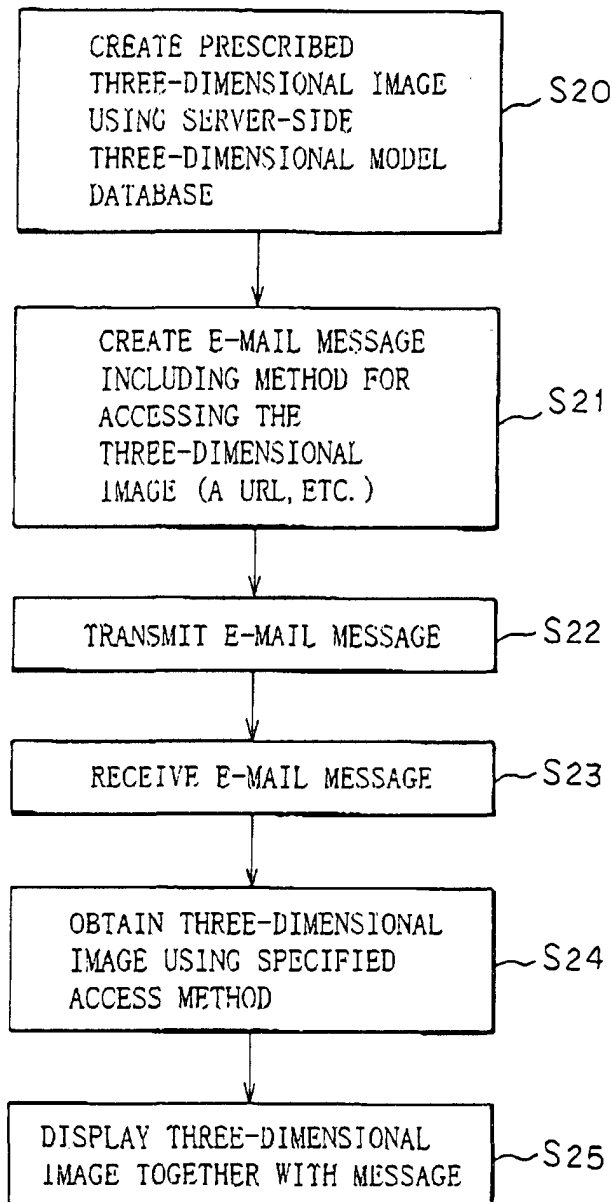 CREATE PRESCRIBED
THREE-DIMENSIONAL IMAGE
USING SERVER-SIDE
THREE-DIMENSIONAL MODEL
DATABASE
S20
CREATE E-MAIL MESSAGE
INCLUDING METHOD FOR
ACCESSING THE
THREE-DIMENSIONAL
IMAGE (A URL, ETC.)
S21
TRANSMIT E-MAIL MESSAGE
S22
RECEIVE E-MAIL MESSAGE
S23
OBTAIN THREE-DIMENSIONAL
IMAGE USING SPECIFIED
ACCESS METHOD
S24
DISPLAY THREE-DIMENSIONAL
IMAGE TOGETHER WITH MESSAGE
S25